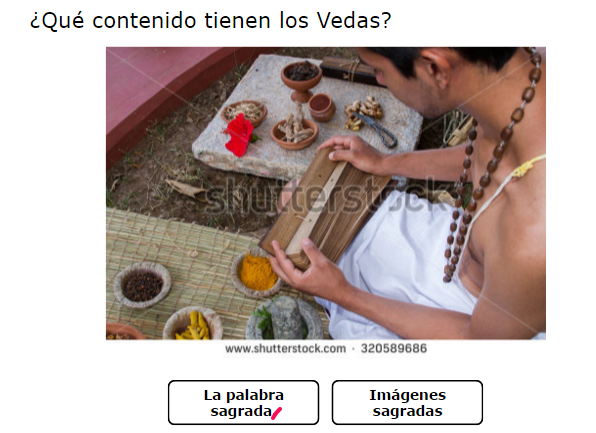 ¿Qué contenido tienen los Vedas?
shutterstock
www.shutterstock.com · 320589686
La palabra
sagrada
Imágenes
sagradas